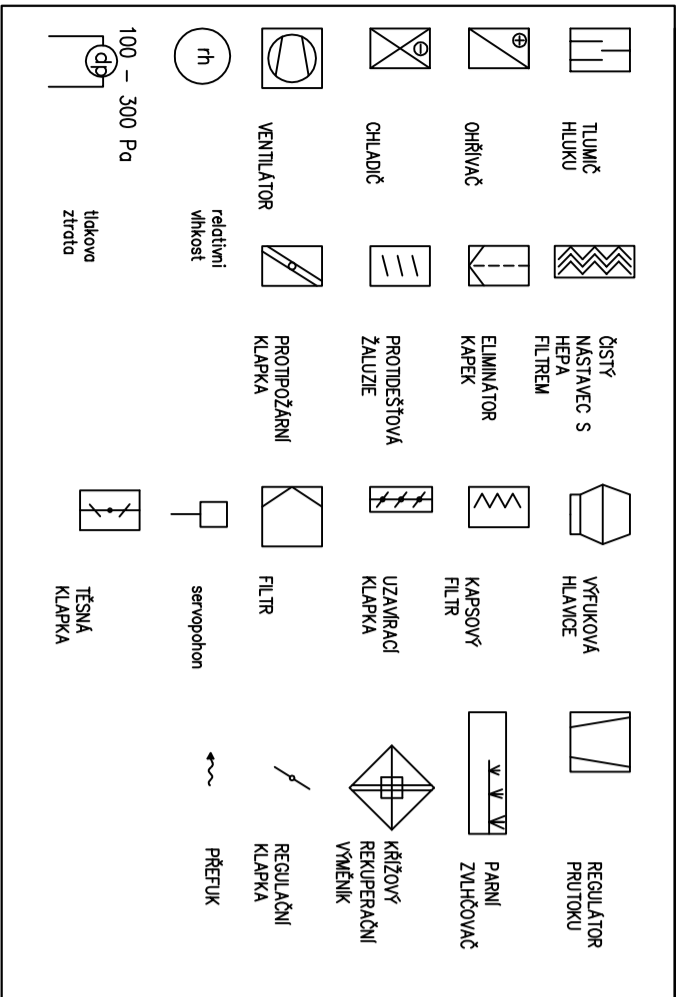 TLUMIČ
HLUKU
ČISTÝ
NÁSTAVEC S
HEPA
FILTREM
VÝFUKOVÁ
HLAVICE
REGULÁTOR
PRUTOKU
OHŘÍVAČ
ELIMINÁTOR
KAPEK
KAPSOVÝ
FILTR
PARNÍ
ZVLHČOVAČ
CHLADIČ
PROTIDEŠŤOVÁ
ŽALUZIE
UZAVÍRACÍ
KLAPKA
KŘÍŽOVÝ
REKUPERAČNÍ
VÝMĚNÍK
VENTILÁTOR
PROTIPOŽÁRNÍ
KLAPKA
FILTR
REGULAČNÍ
KLAPKA
rh
relativni
vlhkost
servopohon
PŘEFUK
100 – 300 Pa
dp
tlakova
ztrata
TĚSNÁ
KLAPKA